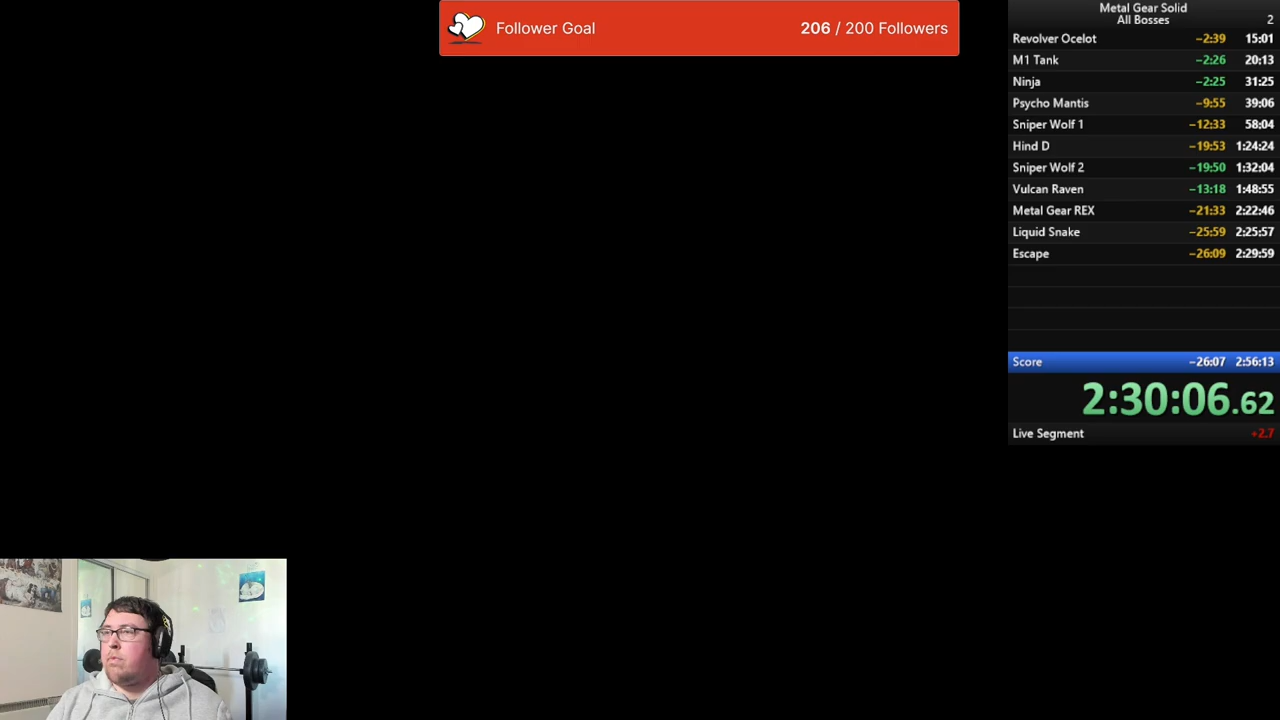 Follower Goal 206 / 200 Followers
Metal Gear Solid
All Bosses 2
Revolver Ocelot −2:39 15:01
M1 Tank −2:26 20:13
Ninja −2:25 31:25
Psycho Mantis −9:55 39:06
Sniper Wolf 1 −12:33 58:04
Hind D −19:53 1:24:24
Sniper Wolf 2 −19:50 1:32:04
Vulcan Raven −13:18 1:48:55
Metal Gear REX −21:33 2:22:46
Liquid Snake −25:59 2:25:57
Escape −26:09 2:29:59
Score −26:07 2:56:13
2:30:06.62
Live Segment +2.7